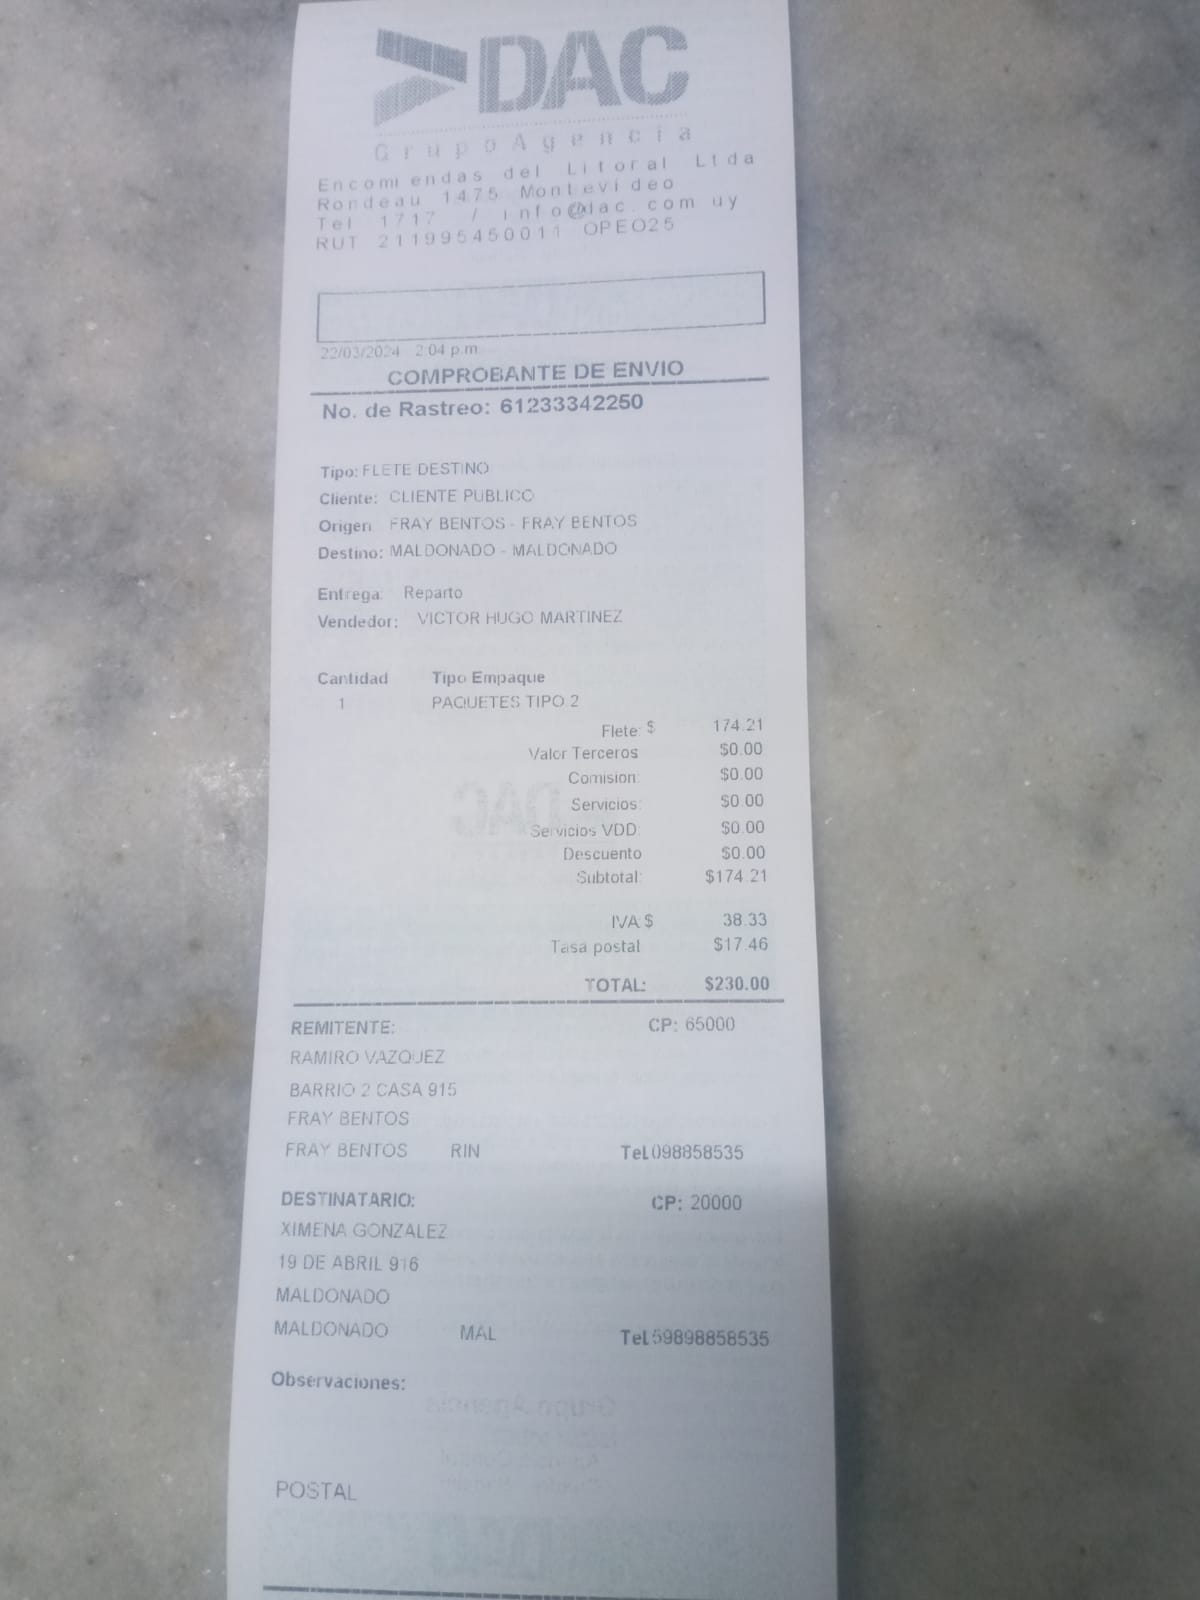 DAC
GrupoAgencia
Encomiendas del Litoral Ltda
Rondeau 1475 Montevideo
Tel 1717 / info@dac.com.uy
RUT 211995450011 OPEO25
22/03/2024 2:04 p.m.
COMPROBANTE DE ENVIO
No. de Rastreo: 61233342250
Tipo: FLETE DESTINO
Cliente: CLIENTE PUBLICO
Origen FRAY BENTOS - FRAY BENTOS
Destino: MALDONADO - MALDONADO
Entrega: Reparto
Vendedor: VICTOR HUGO MARTINEZ
Cantidad Tipo Empaque
1 PAQUETES TIPO 2
Flete: $ 174.21
Valor Terceros $0.00
Comision: $0.00
Servicios: $0.00
Servicios VDD: $0.00
Descuento $0.00
Subtotal: $174.21
IVA $ 38.33
Tasa postal $17.46
TOTAL: $230.00
REMITENTE: CP: 65000
RAMIRO VAZQUEZ
BARRIO 2 CASA 915
FRAY BENTOS
FRAY BENTOS RIN Tel.098858535
DESTINATARIO: CP: 20000
XIMENA GONZALEZ
19 DE ABRIL 916
MALDONADO
MALDONADO MAL Tel.59898858535
Observaciones:
POSTAL